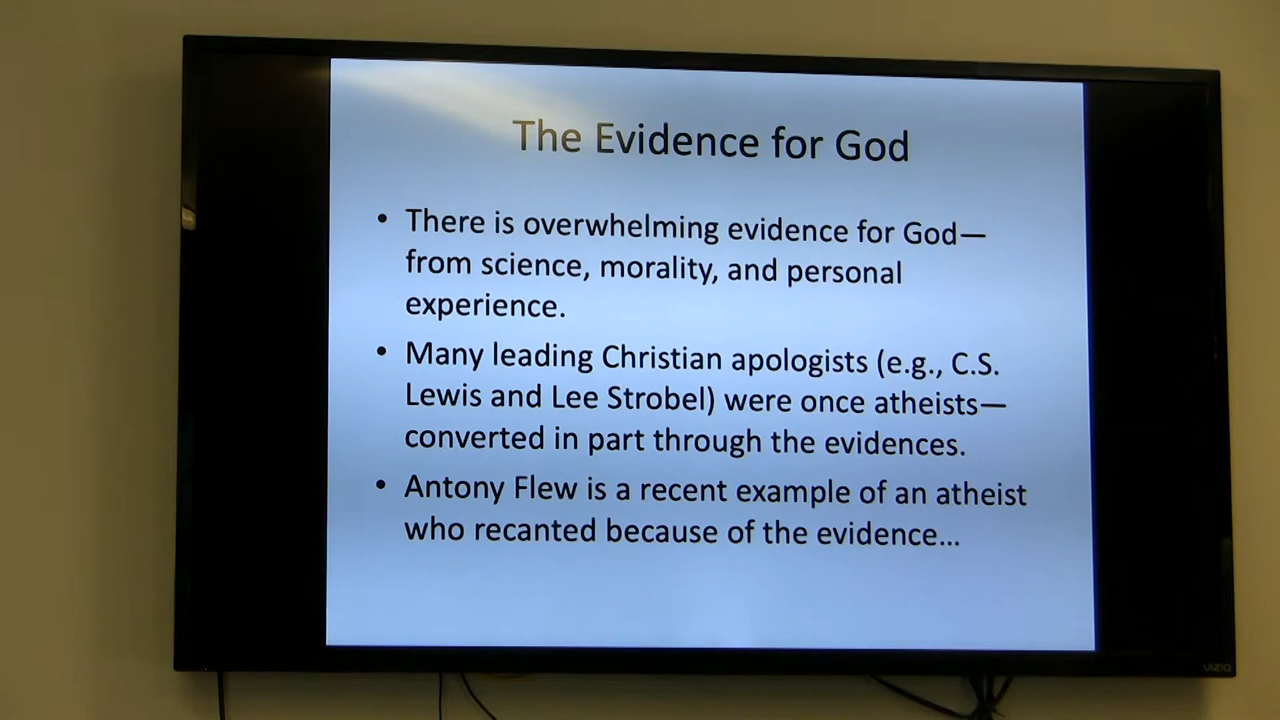 The Evidence for God
• There is overwhelming evidence for God—
from science, morality, and personal
experience.
• Many leading Christian apologists (e.g., C.S.
Lewis and Lee Strobel) were once atheists—
converted in part through the evidences.
• Antony Flew is a recent example of an atheist
who recanted because of the evidence…
VIZIO